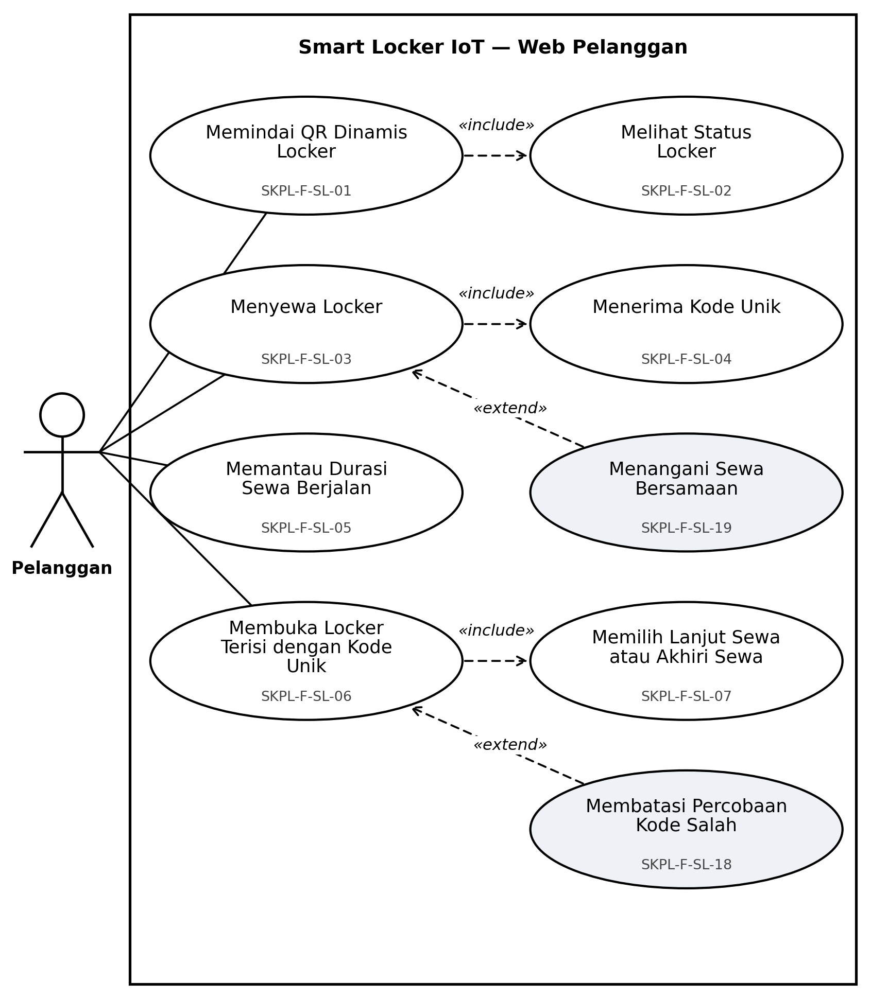 Smart Locker IoT — Web Pelanggan
Memindai QR Dinamis
Locker
SKPL-F-SL-01
«include»
Melihat Status
Locker
SKPL-F-SL-02
Menyewa Locker
SKPL-F-SL-03
«include»
Menerima Kode Unik
SKPL-F-SL-04
«extend»
Pelanggan
Memantau Durasi
Sewa Berjalan
SKPL-F-SL-05
Menangani Sewa
Bersamaan
SKPL-F-SL-19
Membuka Locker
Terisi dengan Kode
Unik
SKPL-F-SL-06
«include»
Memilih Lanjut Sewa
atau Akhiri Sewa
SKPL-F-SL-07
«extend»
Membatasi Percobaan
Kode Salah
SKPL-F-SL-18